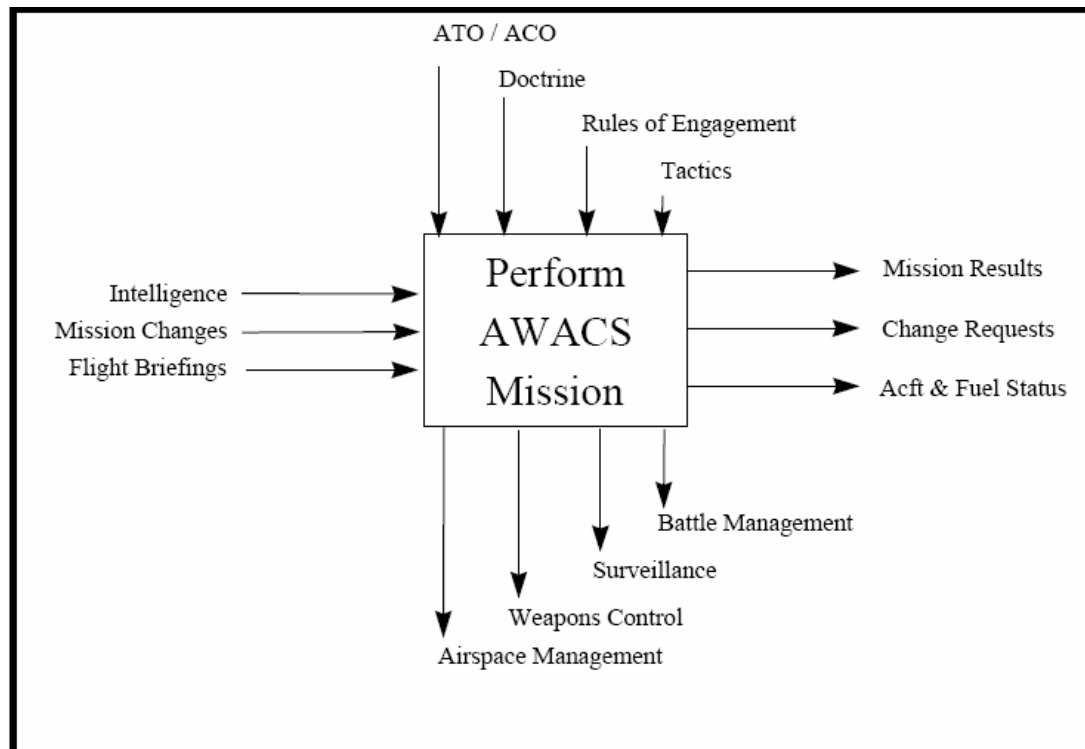 ATO / ACO
Doctrine
Rules of Engagement
Tactics
Perform
AWACS
Mission
Intelligence
Mission Changes
Flight Briefings
Mission Results
Change Requests
Acft & Fuel Status
Battle Management
Surveillance
Weapons Control
Airspace Management